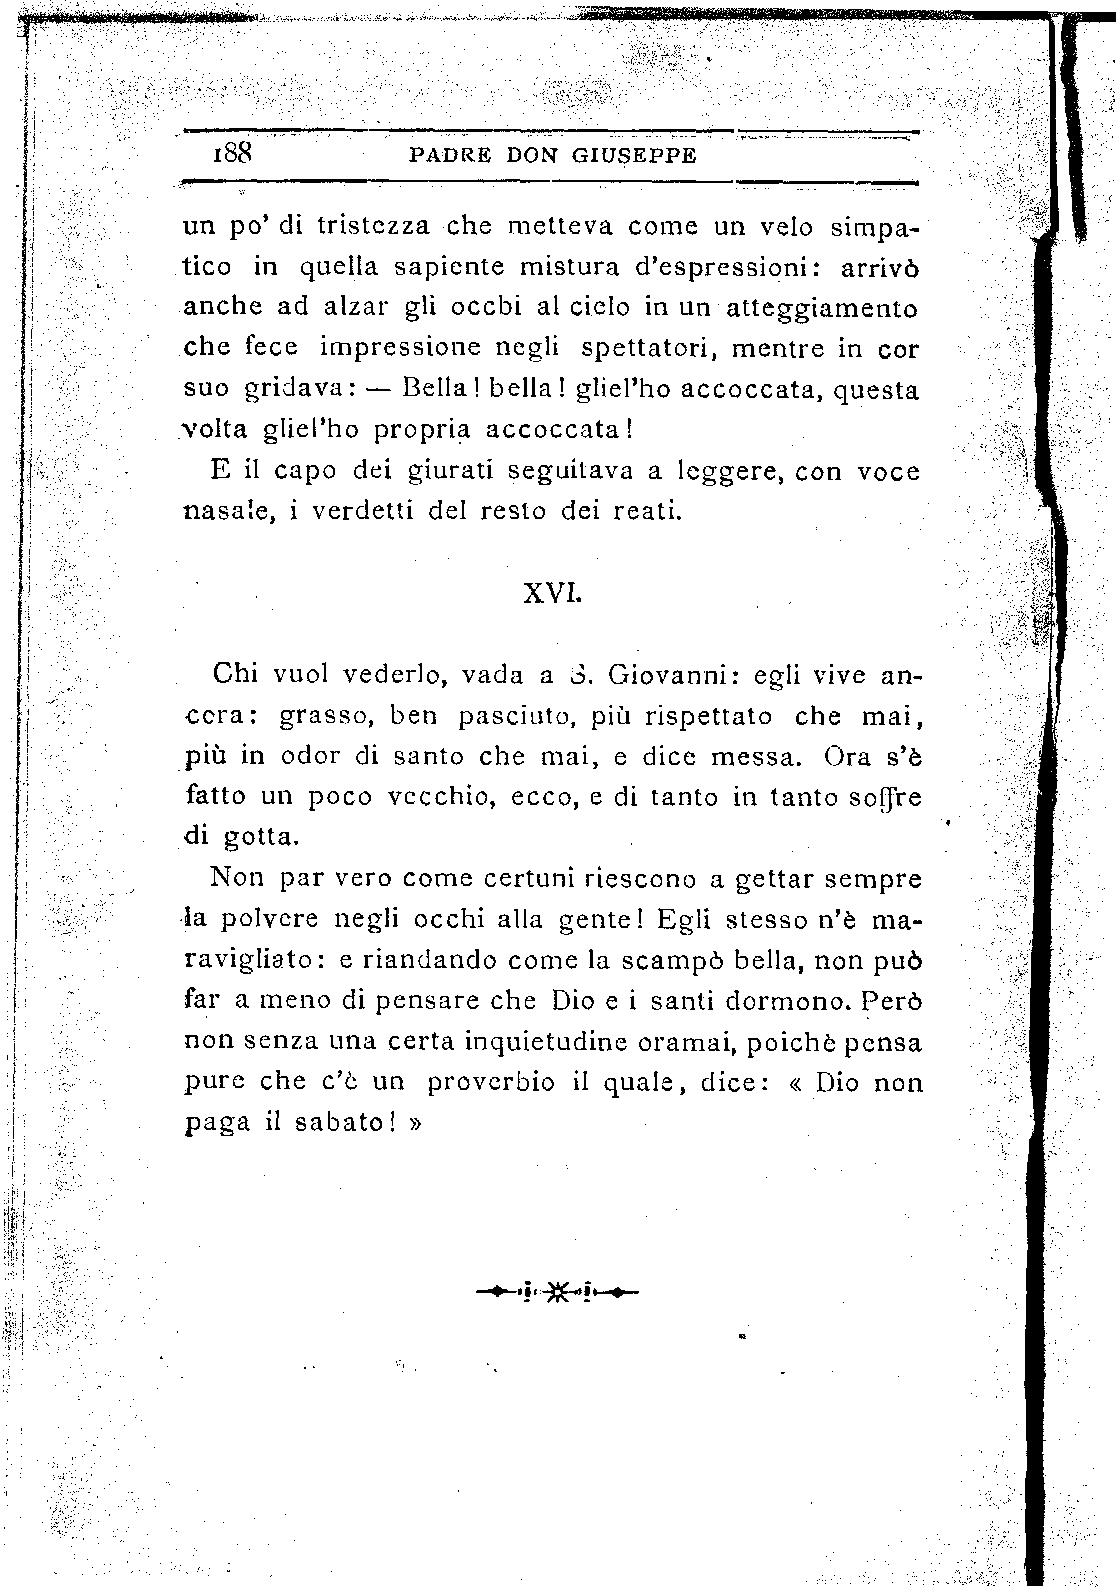 188 PADRE DON GIUSEPPE
un po' di tristezza che metteva come un velo simpa-
tico in quella sapiente mistura d'espressioni: arrivò
anche ad alzar gli occhi al cielo in un atteggiamento
che fece impressione negli spettatori, mentre in cor
suo gridava: — Bella! bella! gliel'ho accoccata, questa
volta gliel'ho propria accoccata!
E il capo dei giurati seguitava a leggere, con voce
nasale, i verdetti del resto dei reati.
XVI.
Chi vuol vederlo, vada a S. Giovanni: egli vive an-
cora: grasso, ben pasciuto, più rispettato che mai,
più in odor di santo che mai, e dice messa. Ora s'è
fatto un poco vecchio, ecco, e di tanto in tanto soffre
di gotta.
Non par vero come certuni riescono a gettar sempre
la polvere negli occhi alla gente! Egli stesso n'è ma-
ravigliato: e riandando come la scampò bella, non può
far a meno di pensare che Dio e i santi dormono. Però
non senza una certa inquietudine oramai, poichè pensa
pure che c'è un proverbio il quale, dice: « Dio non
paga il sabato! »